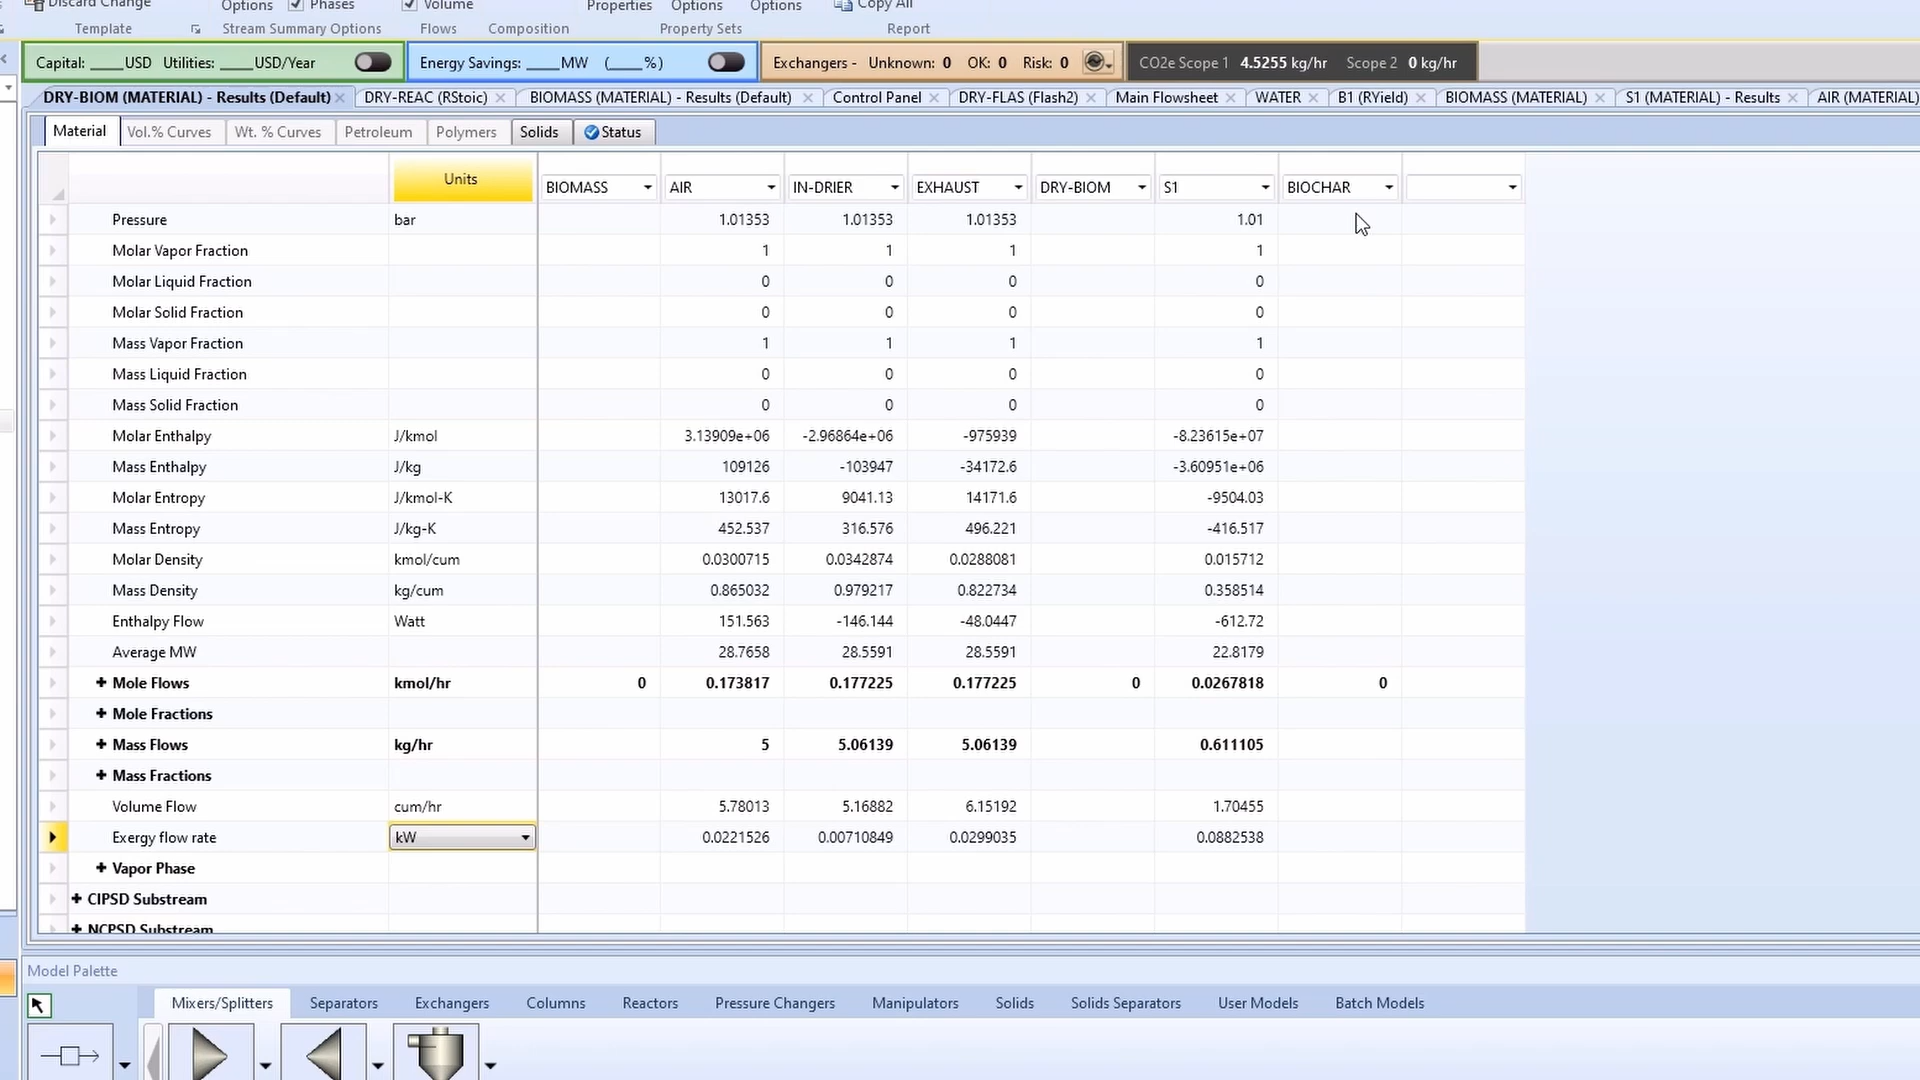 Discard Change Options Phases Volume Properties Options Options Copy All
Template Stream Summary Options Flows Composition Property Sets Report
Capital: ____USD Utilities: ____USD/Year Energy Savings: ____MW (____%) Exchangers - Unknown: 0 OK: 0 Risk: 0 CO2e Scope 1 4.5255 kg/hr Scope 2 0 kg/hr
DRY-BIOM (MATERIAL) - Results (Default) DRY-REAC (RStoic) BIOMASS (MATERIAL) - Results (Default) Control Panel DRY-FLAS (Flash2) Main Flowsheet WATER B1 (RYield) BIOMASS (MATERIAL) S1 (MATERIAL) - Results AIR (MATERIAL)
Material Vol.% Curves Wt. % Curves Petroleum Polymers Solids Status
Units BIOMASS AIR IN-DRIER EXHAUST DRY-BIOM S1 BIOCHAR
Pressure bar 1.01353 1.01353 1.01353 1.01
Molar Vapor Fraction 1 1 1 1
Molar Liquid Fraction 0 0 0 0
Molar Solid Fraction 0 0 0 0
Mass Vapor Fraction 1 1 1 1
Mass Liquid Fraction 0 0 0 0
Mass Solid Fraction 0 0 0 0
Molar Enthalpy J/kmol 3.13909e+06 -2.96864e+06 -975939 -8.23615e+07
Mass Enthalpy J/kg 109126 -103947 -34172.6 -3.60951e+06
Molar Entropy J/kmol-K 13017.6 9041.13 14171.6 -9504.03
Mass Entropy J/kg-K 452.537 316.576 496.221 -416.517
Molar Density kmol/cum 0.0300715 0.0342874 0.0288081 0.015712
Mass Density kg/cum 0.865032 0.979217 0.822734 0.358514
Enthalpy Flow Watt 151.563 -146.144 -48.0447 -612.72
Average MW 28.7658 28.5591 28.5591 22.8179
+ Mole Flows kmol/hr 0 0.173817 0.177225 0.177225 0 0.0267818 0
+ Mole Fractions
+ Mass Flows kg/hr 5 5.06139 5.06139 0.611105
+ Mass Fractions
Volume Flow cum/hr 5.78013 5.16882 6.15192 1.70455
Exergy flow rate kW 0.0221526 0.00710849 0.0299035 0.0882538
+ Vapor Phase
+ CIPSD Substream
+ NCPSD Substream
Model Palette
Mixers/Splitters Separators Exchangers Columns Reactors Pressure Changers Manipulators Solids Solids Separators User Models Batch Models